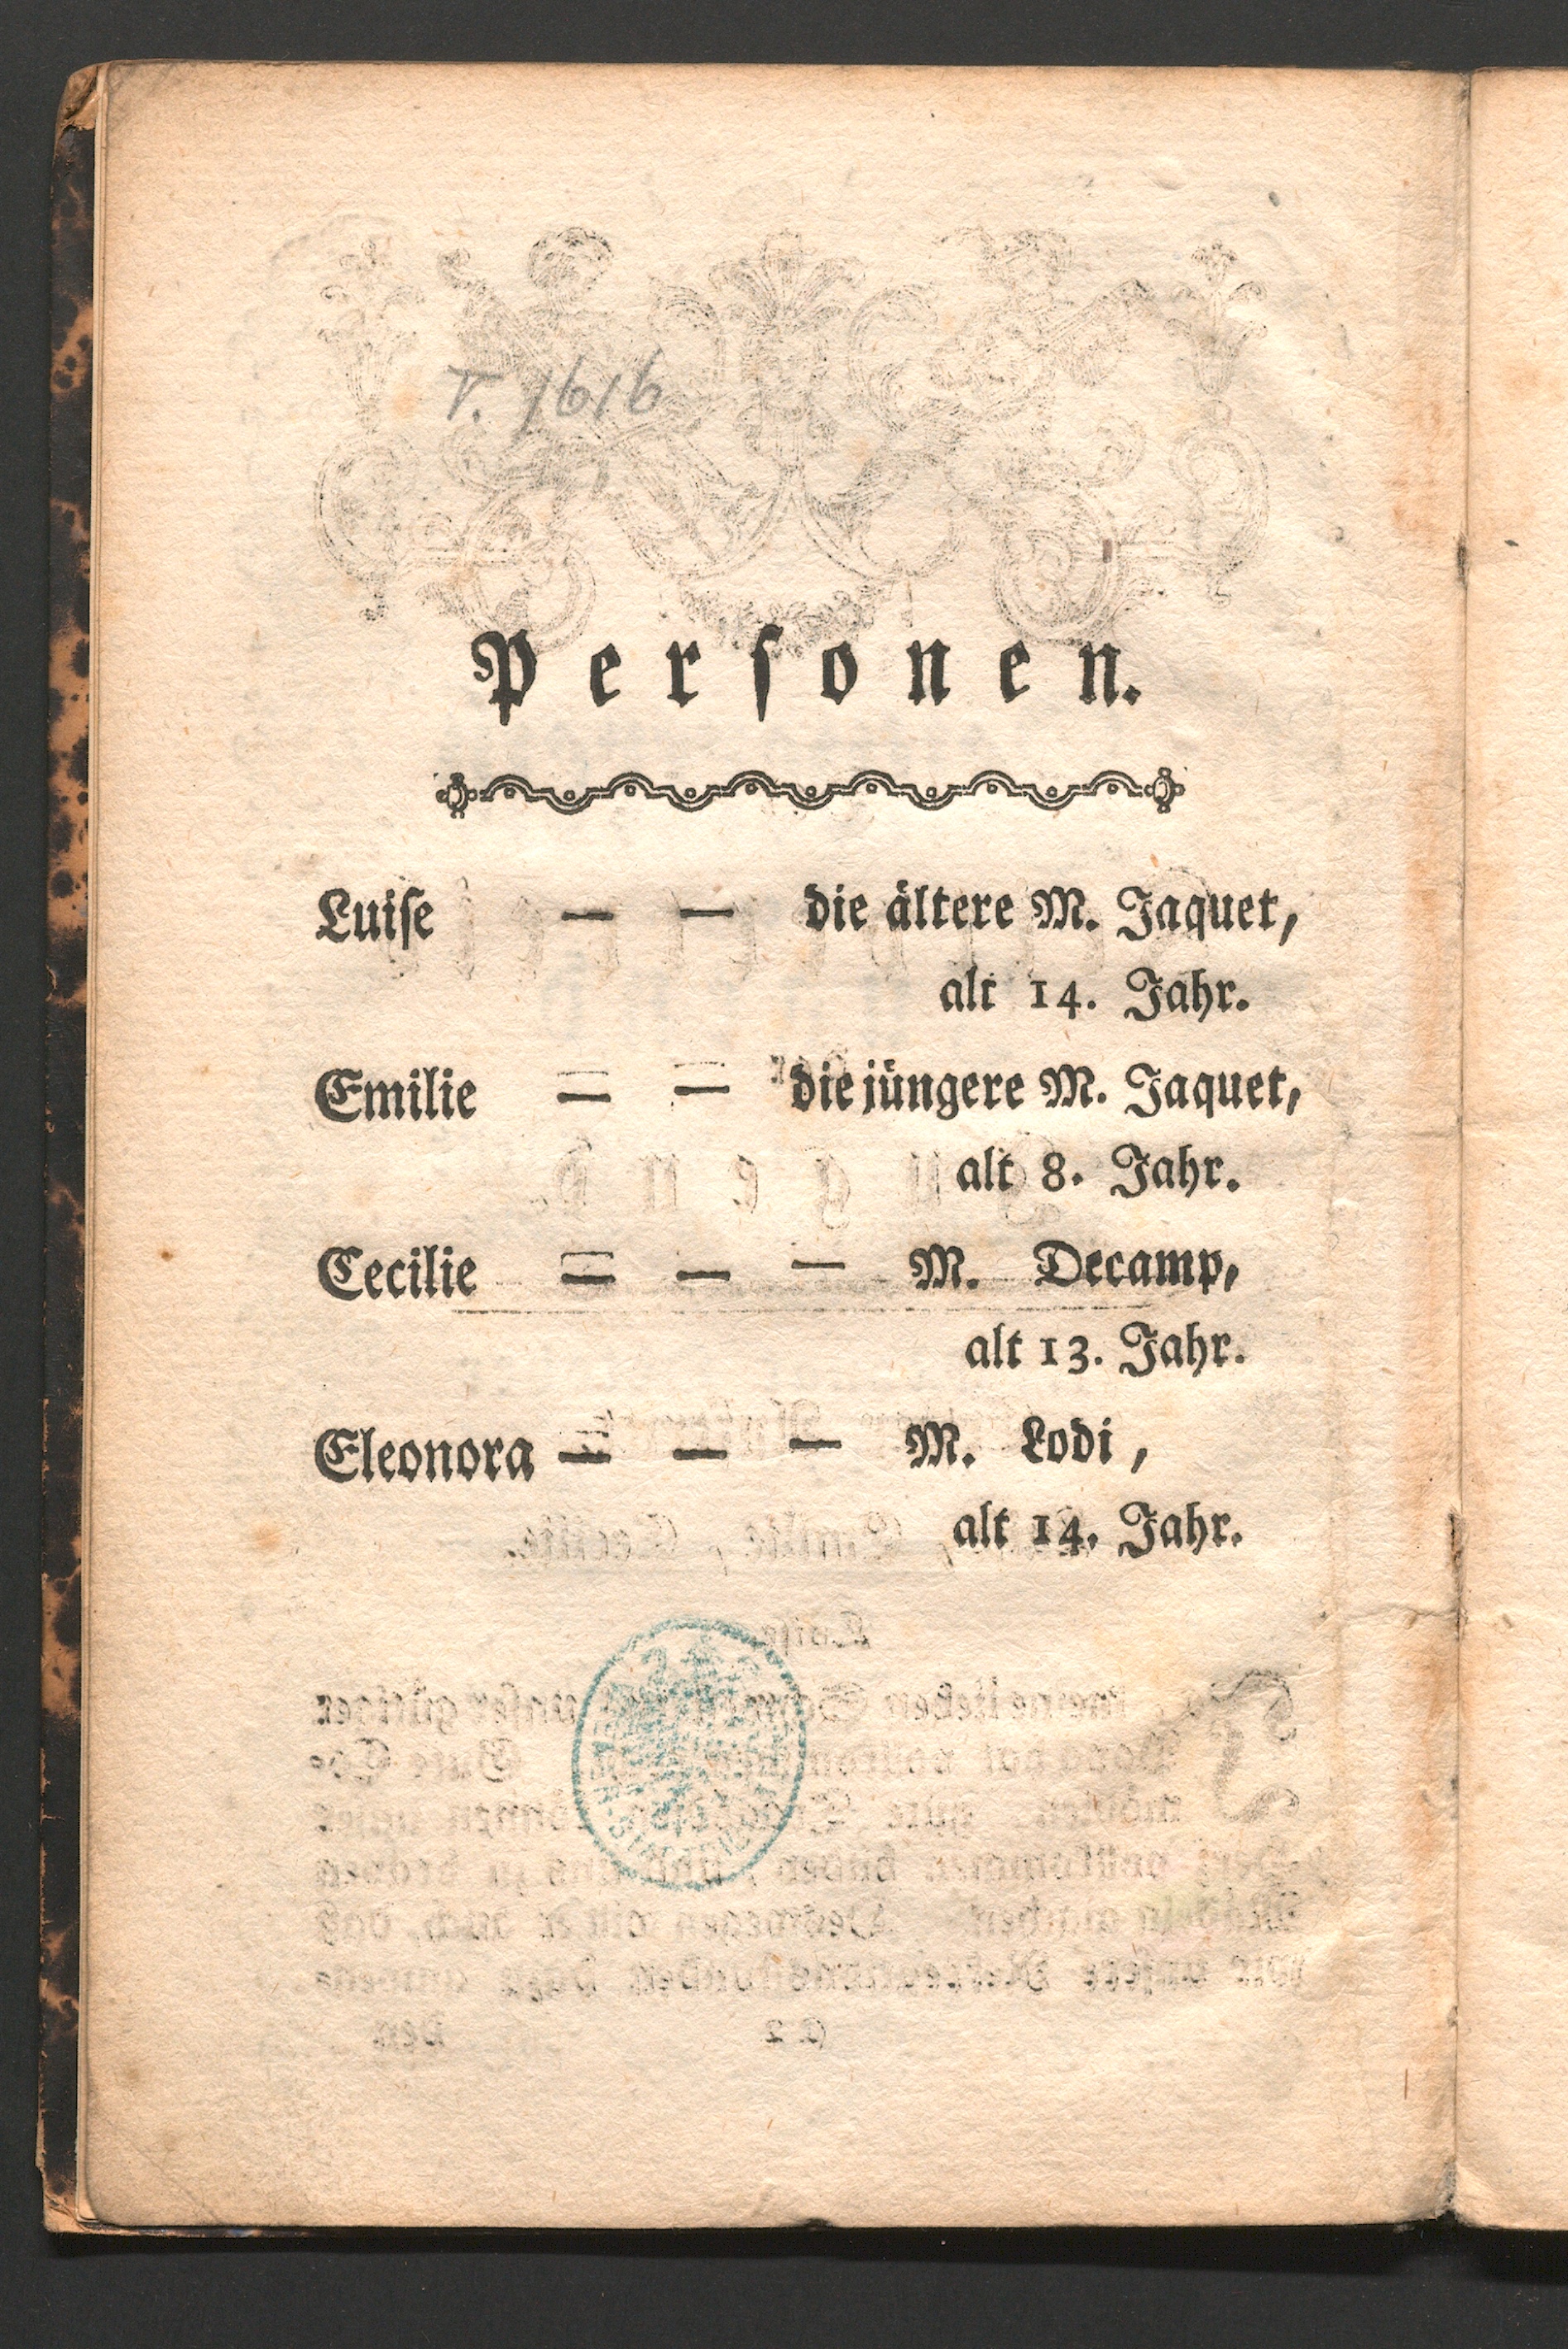 T. 1616
Personen.
Luise — — die ältere M. Jaquet,
alt 14. Jahr.
Emilie — — die jüngere M. Jaquet,
alt 8. Jahr.
Cecilie — — — M. Decamp,
alt 13. Jahr.
Eleonora — — — M. Lodi,
alt 14. Jahr.